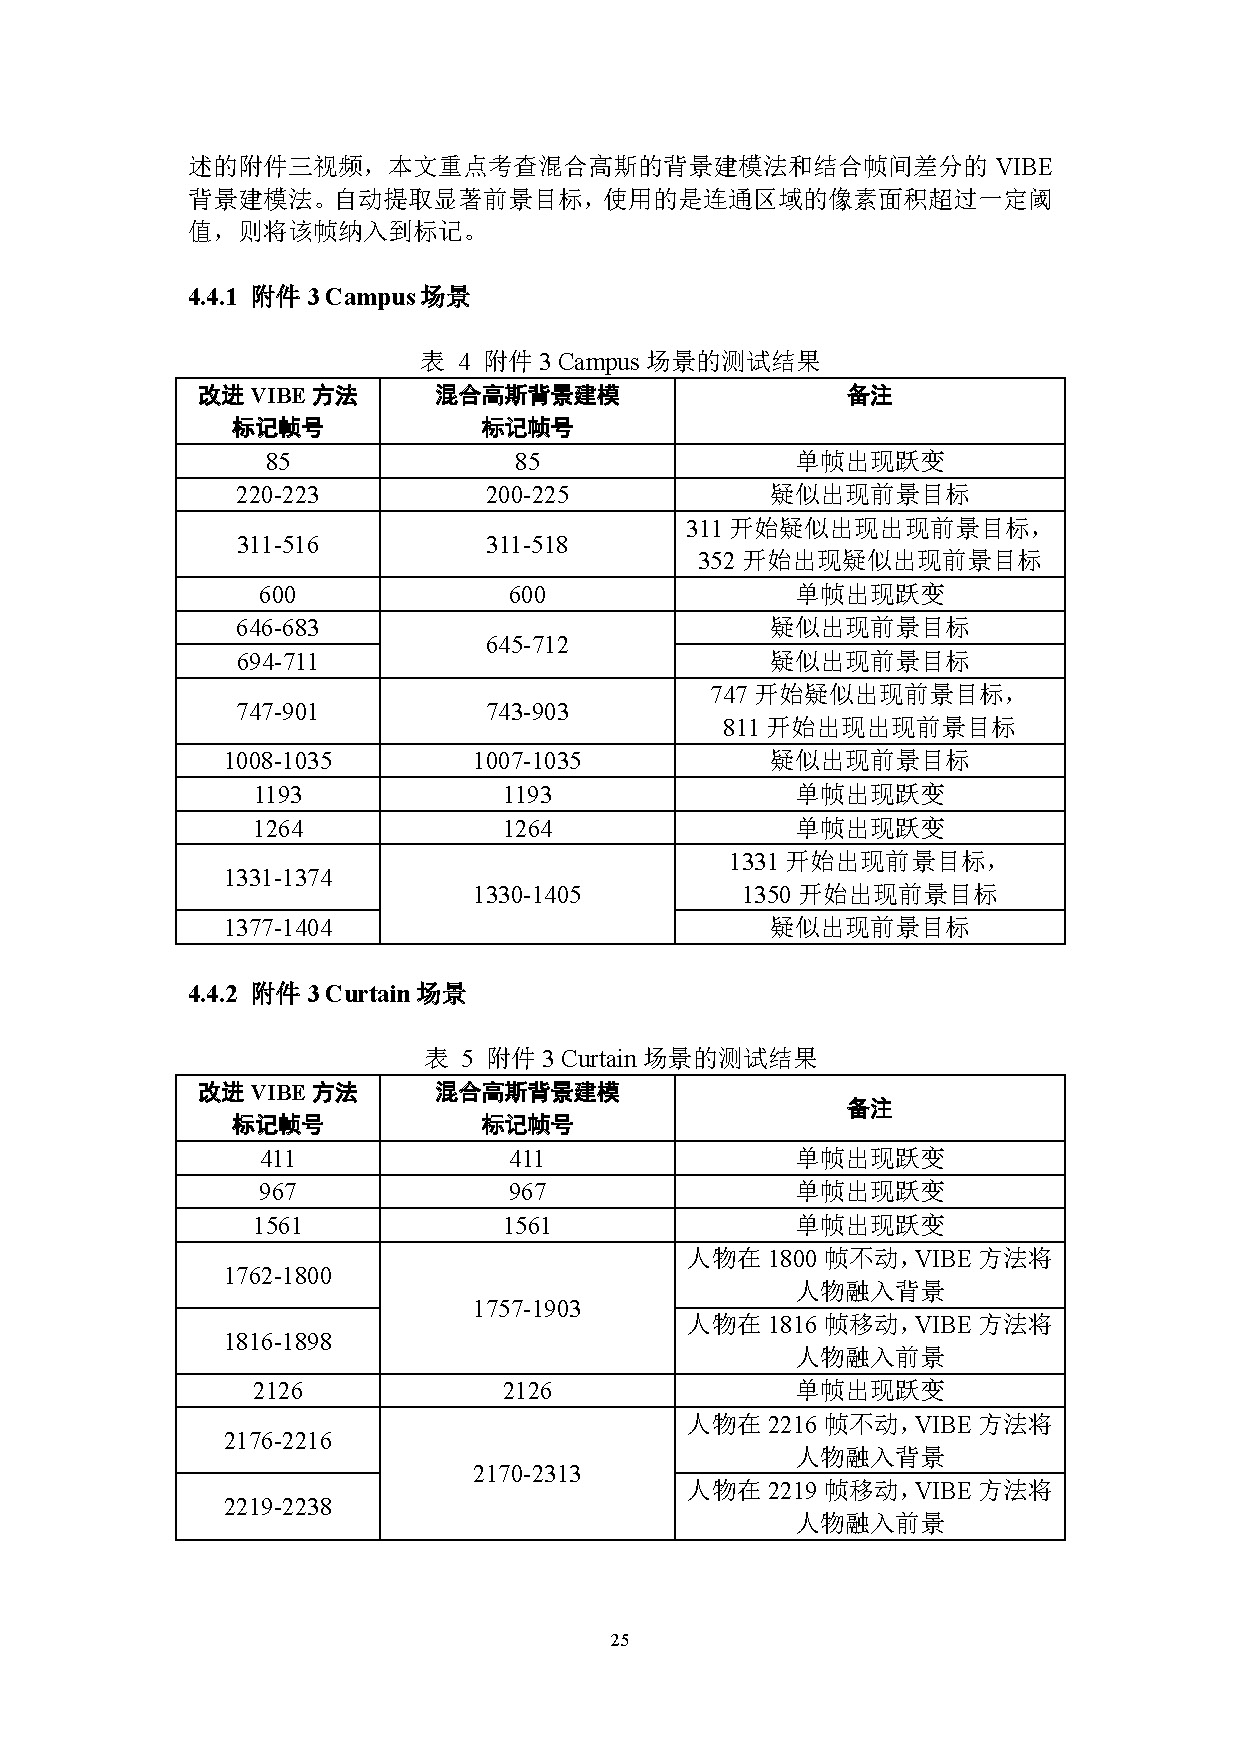 述的附件三视频，本文重点考查混合高斯的背景建模法和结合帧间差分的 VIBE
背景建模法。自动提取显著前景目标，使用的是连通区域的像素面积超过一定阈
值，则将该帧纳入到标记。
4.4.1 附件 3 Campus 场景
表 4 附件 3 Campus 场景的测试结果
改进 VIBE 方法 混合高斯背景建模 备注
标记帧号 标记帧号
85 85 单帧出现跃变
220-223 200-225 疑似出现前景目标
311-516 311-518 311 开始疑似出现出现前景目标，
352 开始出现疑似出现前景目标
600 600 单帧出现跃变
646-683 645-712 疑似出现前景目标
694-711 疑似出现前景目标
747-901 743-903 747 开始疑似出现前景目标，
811 开始出现出现前景目标
1008-1035 1007-1035 疑似出现前景目标
1193 1193 单帧出现跃变
1264 1264 单帧出现跃变
1331-1374 1330-1405 1331 开始出现前景目标，
1350 开始出现前景目标
1377-1404 疑似出现前景目标
4.4.2 附件 3 Curtain 场景
表 5 附件 3 Curtain 场景的测试结果
改进 VIBE 方法 混合高斯背景建模 备注
标记帧号 标记帧号
411 411 单帧出现跃变
967 967 单帧出现跃变
1561 1561 单帧出现跃变
1762-1800 1757-1903 人物在 1800 帧不动，VIBE 方法将
人物融入背景
1816-1898 人物在 1816 帧移动，VIBE 方法将
人物融入前景
2126 2126 单帧出现跃变
2176-2216 2170-2313 人物在 2216 帧不动，VIBE 方法将
人物融入背景
2219-2238 人物在 2219 帧移动，VIBE 方法将
人物融入前景
25